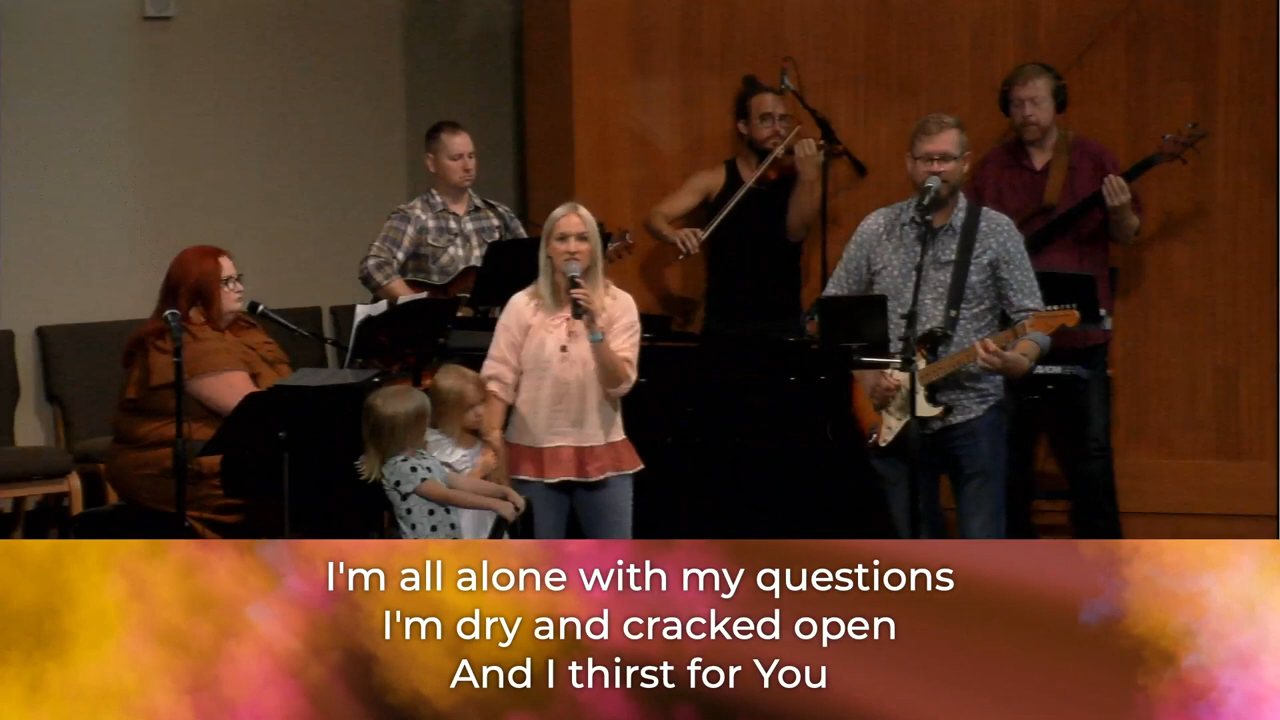 I'm all alone with my questions
I'm dry and cracked open
And I thirst for You